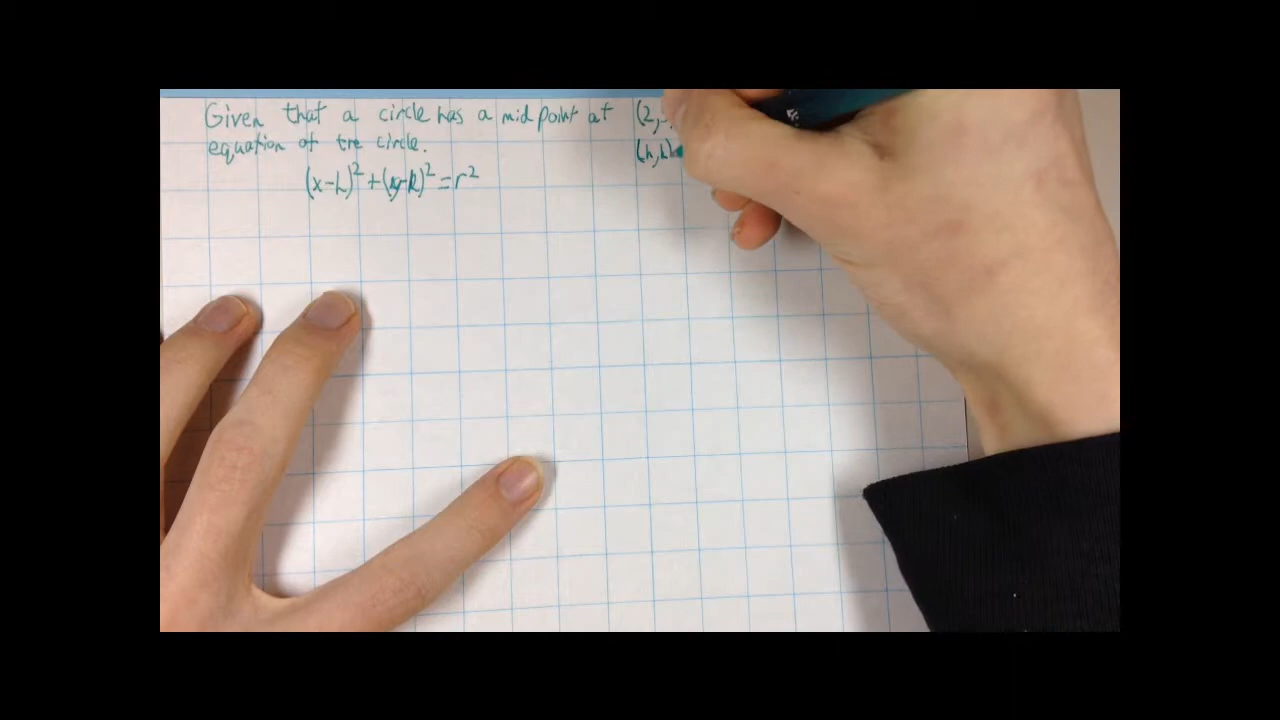 Given that a circle has a midpoint at (2,
equation of the circle. (h,k)
(x-h)²+(y-k)²=r²